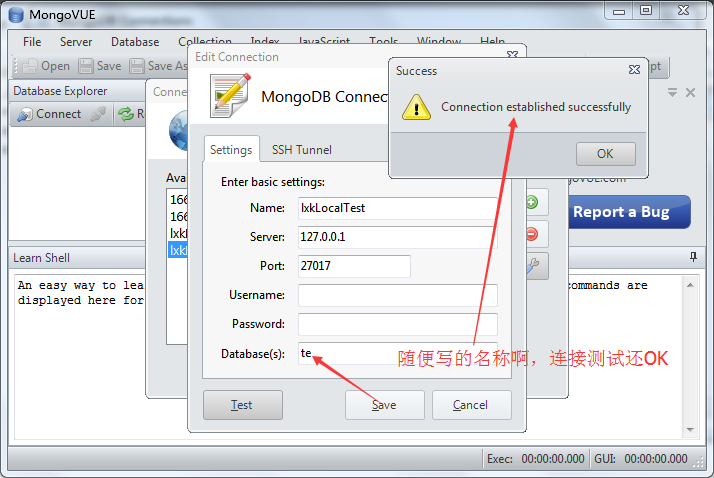 MongoVUE
File Server Database Collection Index JavaScript Tools Window Help
Open Save Save As
Database Explorer
Connect
Edit Connection
MongoDB Connec
Settings SSH Tunnel
Enter basic settings:
Name: lxkLocalTest
Server: 127.0.0.1
Port: 27017
Username:
Password:
Database(s): te
Test Save Cancel
Success
Connection established successfully
OK
Report a Bug
随便写的名称啊，连接测试还OK
Learn Shell
An easy way to lea
displayed here for
ommands are
Exec: 00:00:00.000 GUI: 00:00:00.000